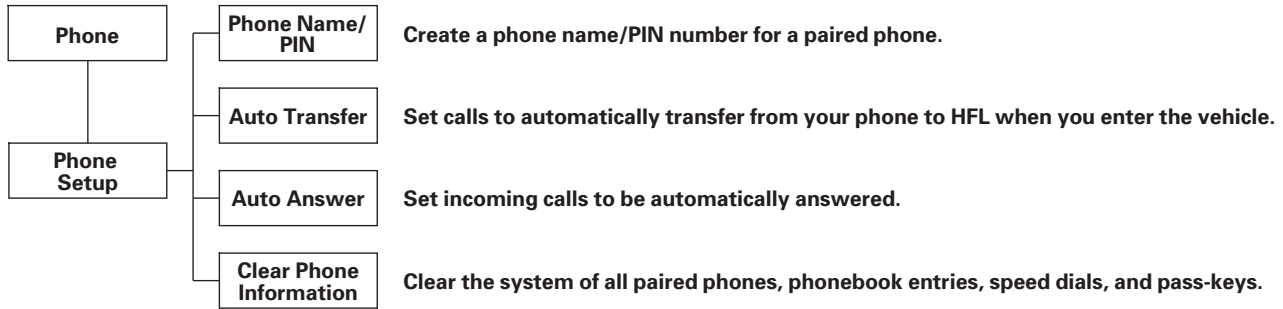 Phone
Phone Name/
PIN
Create a phone name/PIN number for a paired phone.
Auto Transfer
Set calls to automatically transfer from your phone to HFL when you enter the vehicle.
Phone
Setup
Auto Answer
Set incoming calls to be automatically answered.
Clear Phone
Information
Clear the system of all paired phones, phonebook entries, speed dials, and pass-keys.